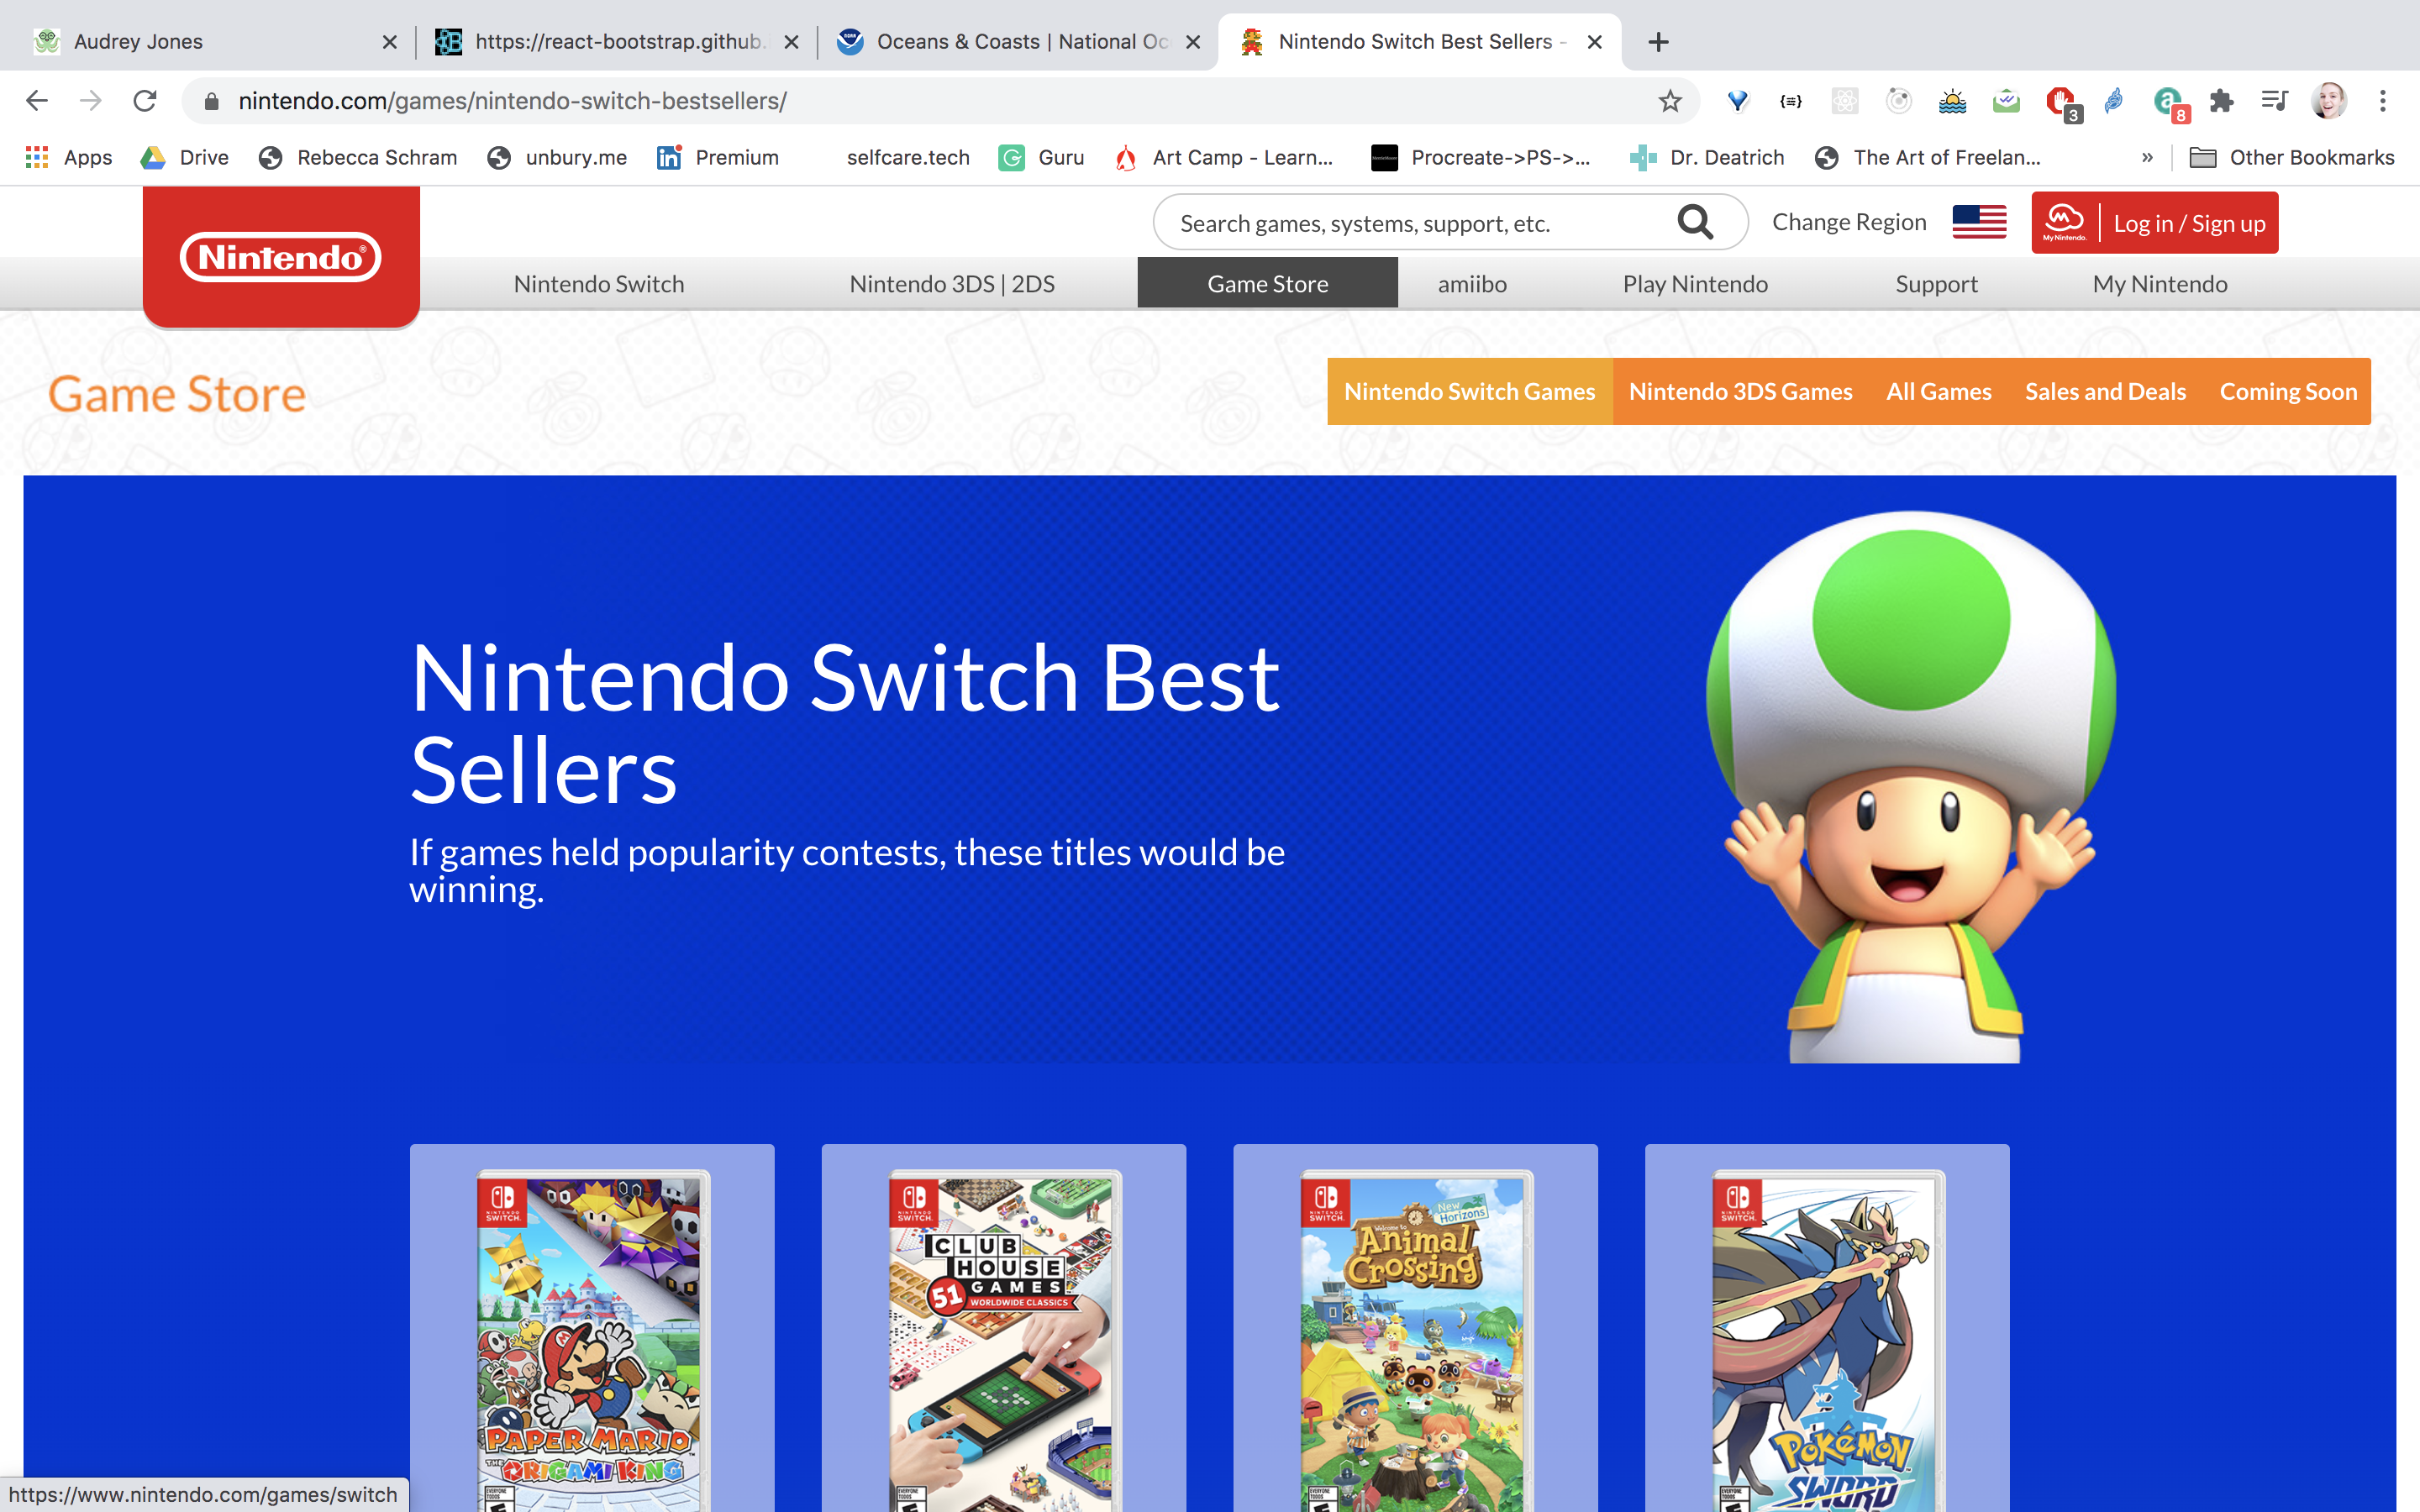 Audrey Jones
https://react-bootstrap.github.i
Oceans & Coasts | National Oc
Nintendo Switch Best Sellers -
nintendo.com/games/nintendo-switch-bestsellers/
3
8
Apps
Drive
Rebecca Schram
unbury.me
Premium
selfcare.tech
Guru
Art Camp - Learn...
Procreate->PS->...
Dr. Deatrich
The Art of Freelan...
»
Other Bookmarks
Nintendo®
Search games, systems, support, etc.
Change Region
My Nintendo
Log in / Sign up
Nintendo Switch
Nintendo 3DS | 2DS
Game Store
amiibo
Play Nintendo
Support
My Nintendo
Game Store
Nintendo Switch Games
Nintendo 3DS Games
All Games
Sales and Deals
Coming Soon
Nintendo Switch Best
Sellers
If games held popularity contests, these titles would be
winning.
NINTENDO
SWITCH
PAPER MARIO
THE ORIGAMI KING
EVERYONE
E
NINTENDO
SWITCH
CLUB
HOUSE
GAMES
51
WORLDWIDE CLASSICS
EVERYONE
E
NINTENDO
SWITCH
New
Horizons
Welcome to
Animal
Crossing
EVERYONE
E
NINTENDO
SWITCH
Pokémon
SWORD
EVERYONE
E
https://www.nintendo.com/games/switch